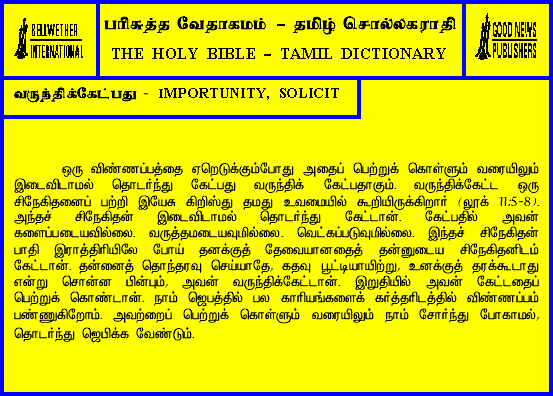 BELLWETHER
INTERNATIONAL
பரிசுத்த வேதாகமம் – தமிழ் சொல்லகராதி
THE HOLY BIBLE – TAMIL DICTIONARY
GOOD NEWS
PUBLISHERS
வருந்திக்கேட்பது - IMPORTUNITY, SOLICIT
ஒரு விண்ணப்பத்தை ஏறெடுக்கும்போது அதைப் பெற்றுக் கொள்ளும் வரையிலும்
இடைவிடாமல் தொடர்ந்து கேட்பது வருந்திக் கேட்பதாகும். வருந்திக்கேட்ட ஒரு
சிநேகிதனைப் பற்றி இயேசு கிறிஸ்து தமது உவமையில் கூறியிருக்கிறார் (லூக் 11:5-8).
அந்தச் சிநேகிதன் இடைவிடாமல் தொடர்ந்து கேட்டான். கேட்பதில் அவன்
களைப்படையவில்லை. வருத்தமடையவுமில்லை. வெட்கப்படுவுமில்லை. இந்தச் சிநேகிதன்
பாதி இராத்திரியிலே போய் தனக்குத் தேவையானதைத் தன்னுடைய சிநேகிதனிடம்
கேட்டான். தன்னைத் தொந்தரவு செய்யாதே, கதவு பூட்டியாயிற்று, உனக்குத் தரக்கூடாது
என்று சொன்ன பின்பும், அவன் வருந்திக்கேட்டான். இறுதியில் அவன் கேட்டதைப்
பெற்றுக் கொண்டான். நாம் ஜெபத்தில் பல காரியங்களைக் கர்த்தரிடத்தில் விண்ணப்பம்
பண்ணுகிறோம். அவற்றைப் பெற்றுக் கொள்ளும் வரையிலும் நாம் சோர்ந்து போகாமல்,
தொடர்ந்து ஜெபிக்க வேண்டும்.